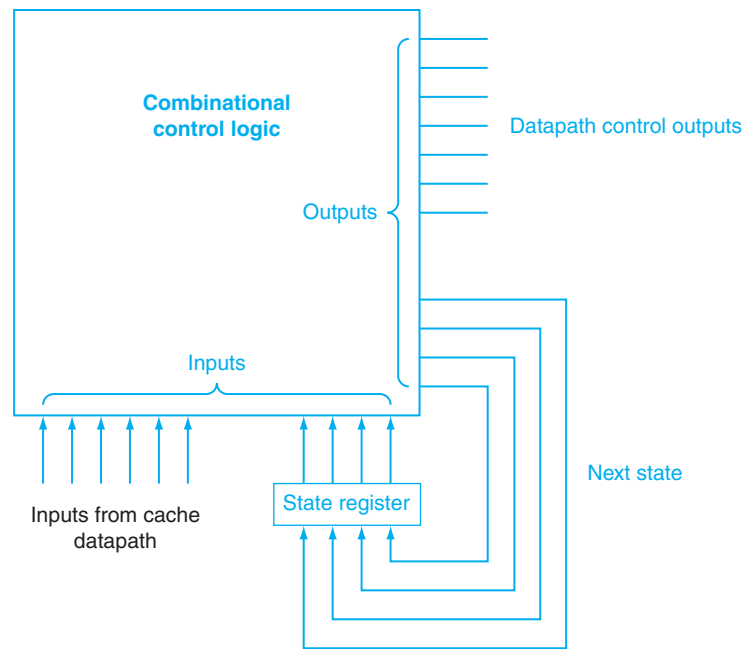 Combinational
control logic
Datapath control outputs
Outputs
Inputs
Next state
State register
Inputs from cache
datapath